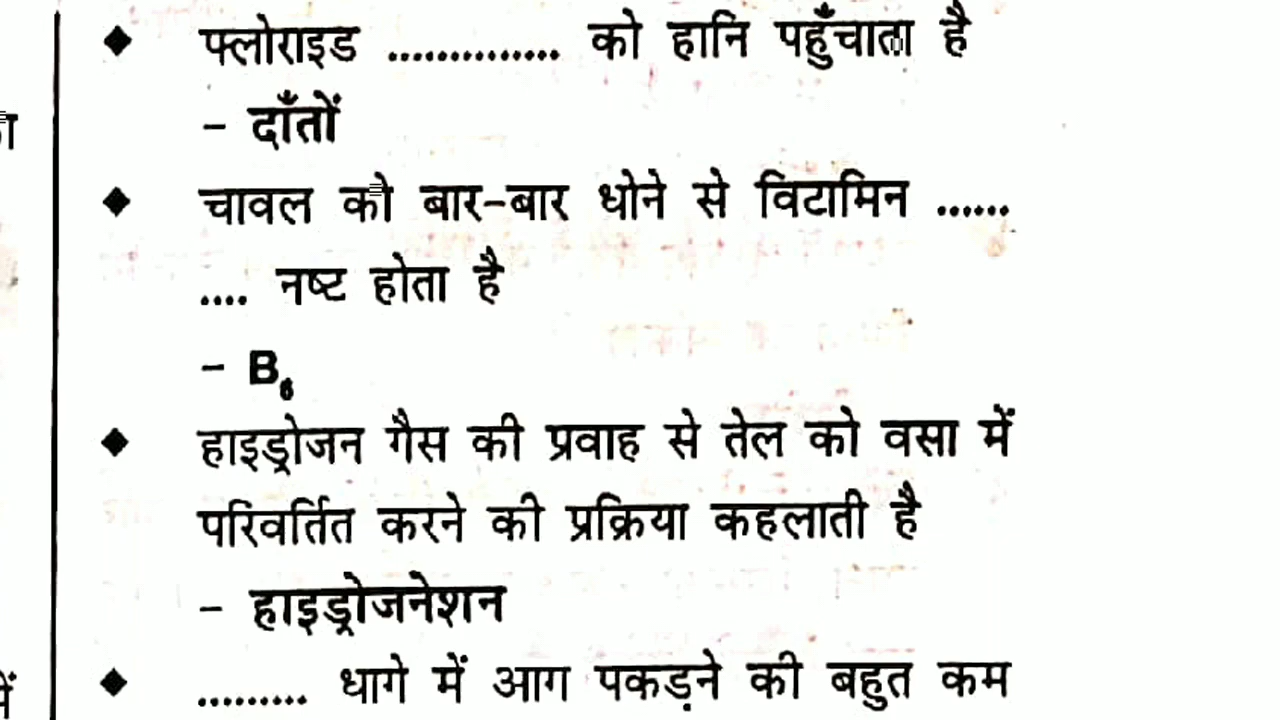 ◆ फ्लोराइड .............. को हानि पहुँचाता है
– दाँतों
◆ चावल को बार-बार धोने से विटामिन ......
.... नष्ट होता है
– B₆
◆ हाइड्रोजन गैस की प्रवाह से तेल को वसा में
परिवर्तित करने की प्रक्रिया कहलाती है
– हाइड्रोजनेशन
◆ ......... धागे में आग पकड़ने की बहुत कम